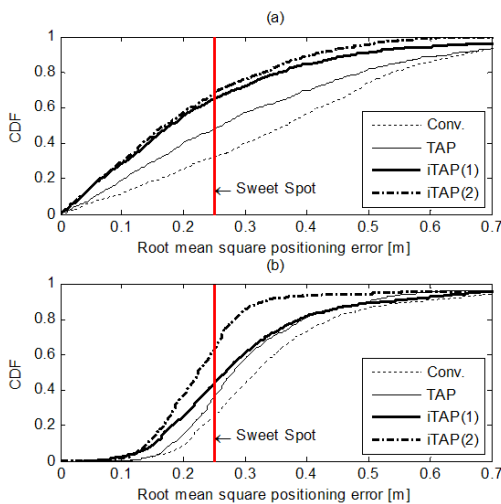 (a)
1
0.8
0.6
0.4
0.2
0
CDF
Conv.
TAP
iTAP(1)
iTAP(2)
Sweet Spot
0 0.1 0.2 0.3 0.4 0.5 0.6 0.7
Root mean square positioning error [m]
(b)
1
0.8
0.6
0.4
0.2
0
CDF
Conv.
TAP
iTAP(1)
iTAP(2)
Sweet Spot
0 0.1 0.2 0.3 0.4 0.5 0.6 0.7
Root mean square positioning error [m]